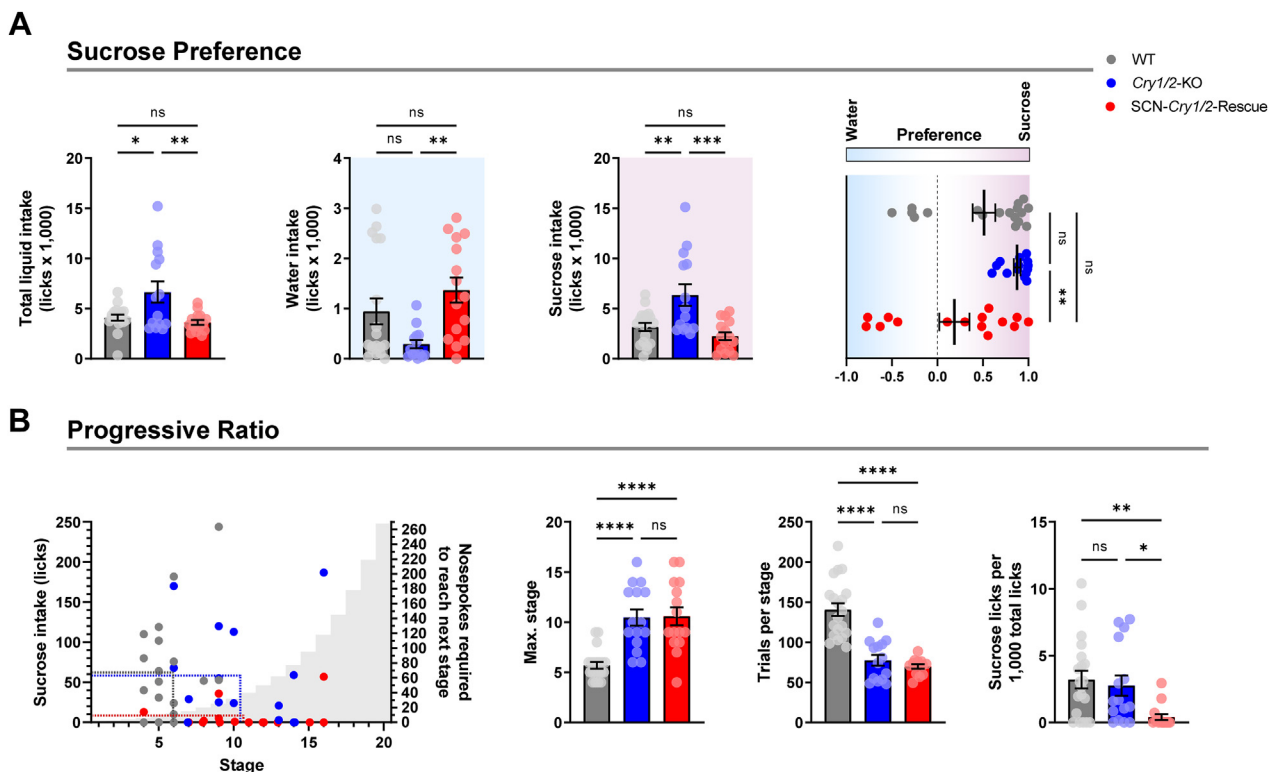 A
Sucrose Preference
WT
Cry1/2-KO
SCN-Cry1/2-Rescue
ns
*
**
Total liquid intake
(licks x 1,000)
20
15
10
5
0
ns
ns
**
Water intake
(licks x 1,000)
4
3
2
1
0
ns
**
***
Sucrose intake
(licks x 1,000)
20
15
10
5
0
Water
Preference
Sucrose
ns
**
ns
-1.0
-0.5
0.0
0.5
1.0
B
Progressive Ratio
Sucrose intake (licks)
250
200
150
100
50
0
5
10
15
20
Stage
260
240
220
200
180
160
140
120
100
80
60
40
20
0
Nosepokes required
to reach next stage
****
****
ns
Max. stage
20
15
10
5
0
****
****
ns
Trials per stage
250
200
150
100
50
0
**
ns
*
Sucrose licks per
1,000 total licks
15
10
5
0